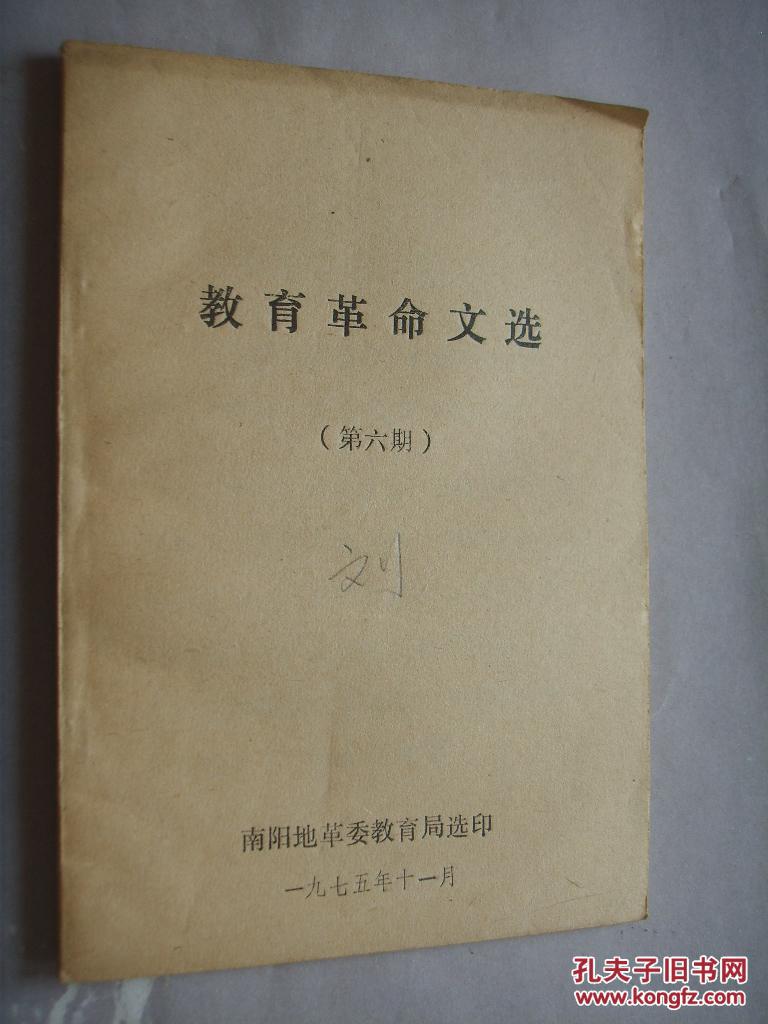 教育革命文选
（第六期）
刘
南阳地革委教育局选印
一九七五年十一月
孔夫子旧书网
www.kongfz.com